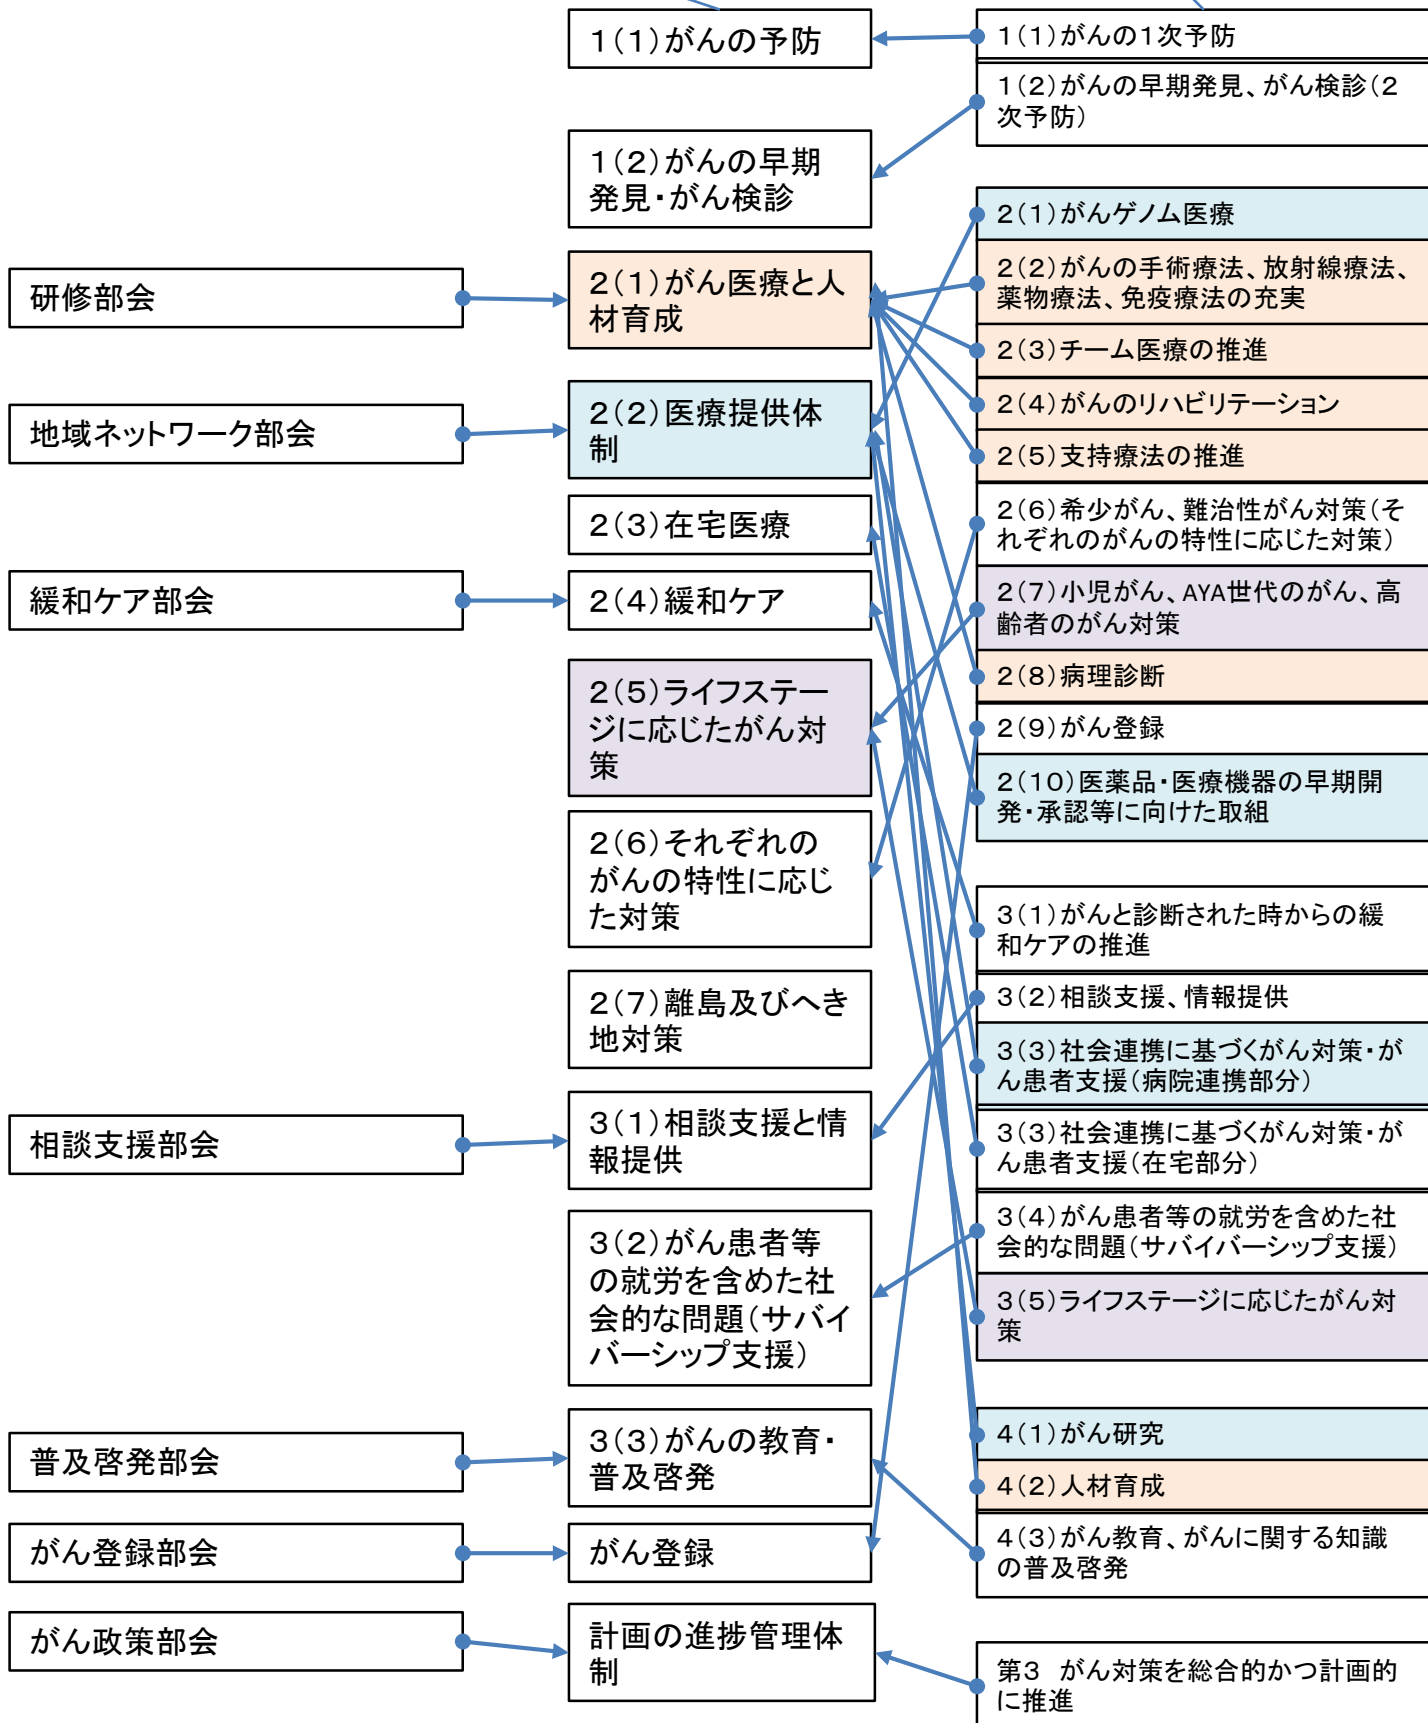 研修部会
地域ネットワーク部会
緩和ケア部会
相談支援部会
普及啓発部会
がん登録部会
がん政策部会
1(1)がんの予防
1(2)がんの早期
発見・がん検診
2(1)がん医療と人
材育成
2(2)医療提供体
制
2(3)在宅医療
2(4)緩和ケア
2(5)ライフステー
ジに応じたがん対
策
2(6)それぞれの
がんの特性に応じ
た対策
2(7)離島及びへき
地対策
3(1)相談支援と情
報提供
3(2)がん患者等
の就労を含めた社
会的な問題(サバイ
バーシップ支援)
3(3)がんの教育・
普及啓発
がん登録
計画の進捗管理体
制
1(1)がんの1次予防
1(2)がんの早期発見、がん検診(2
次予防)
2(1)がんゲノム医療
2(2)がんの手術療法、放射線療法、
薬物療法、免疫療法の充実
2(3)チーム医療の推進
2(4)がんのリハビリテーション
2(5)支持療法の推進
2(6)希少がん、難治性がん対策(そ
れぞれのがんの特性に応じた対策)
2(7)小児がん、AYA世代のがん、高
齢者のがん対策
2(8)病理診断
2(9)がん登録
2(10)医薬品・医療機器の早期開
発・承認等に向けた取組
3(1)がんと診断された時からの緩
和ケアの推進
3(2)相談支援、情報提供
3(3)社会連携に基づくがん対策・が
ん患者支援(病院連携部分)
3(3)社会連携に基づくがん対策・が
ん患者支援(在宅部分)
3(4)がん患者等の就労を含めた社
会的な問題(サバイバーシップ支援)
3(5)ライフステージに応じたがん対
策
4(1)がん研究
4(2)人材育成
4(3)がん教育、がんに関する知識
の普及啓発
第3 がん対策を総合的かつ計画的
に推進